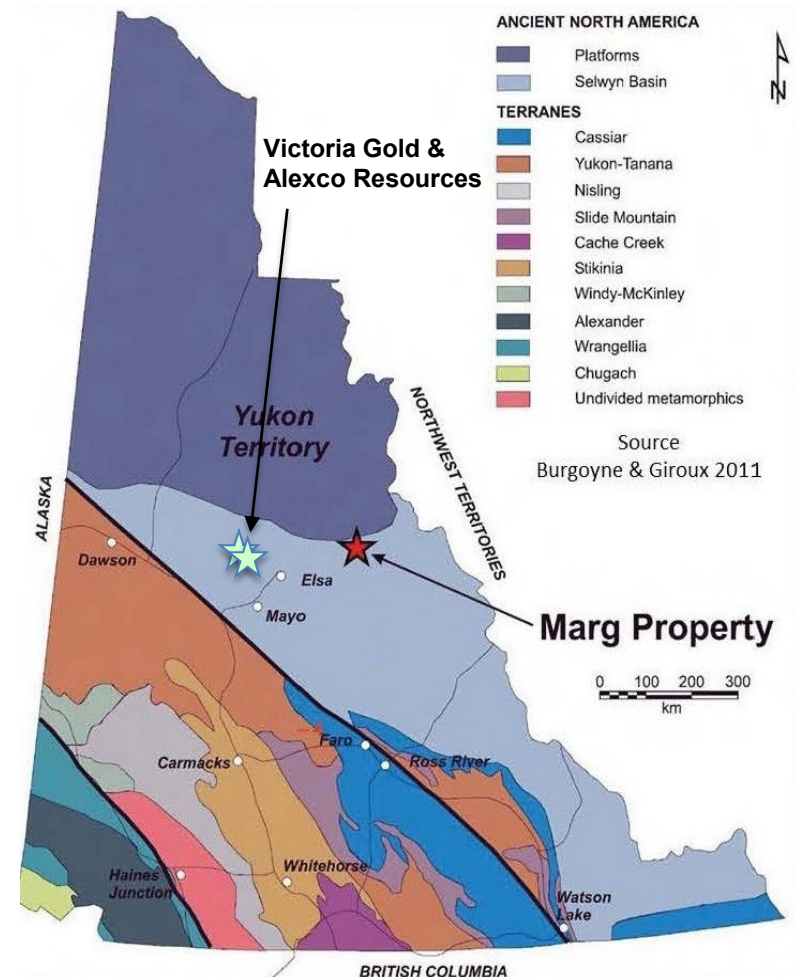 ANCIENT NORTH AMERICA
Platforms
Selwyn Basin
TERRANES
Cassiar
Yukon-Tanana
Nisling
Slide Mountain
Cache Creek
Stikinia
Windy-McKinley
Alexander
Wrangellia
Chugach
Undivided metamorphics
N
Source
Burgoyne & Giroux 2011
Victoria Gold &
Alexco Resources
Yukon
Territory
NORTHWEST TERRITORIES
ALASKA
Dawson
Elsa
Mayo
Marg Property
0 100 200 300
km
Faro
Ross River
Carmacks
Haines
Junction
Whitehorse
Watson
Lake
BRITISH COLUMBIA